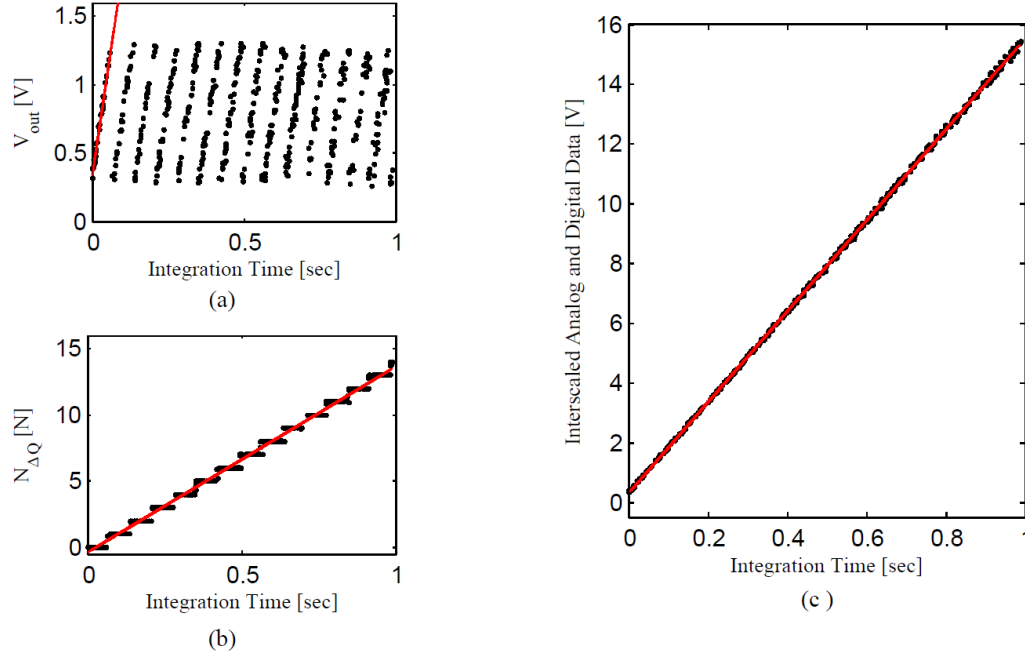 1.5
1
0.5
0
V_out [V]
0 0.5 1
Integration Time [sec]
(a)
15
10
5
0
N_ΔQ [N]
0 0.5 1
Integration Time [sec]
(b)
16
14
12
10
8
6
4
2
0
Interscaled Analog and Digital Data [V]
0 0.2 0.4 0.6 0.8 1
Integration Time [sec]
(c )